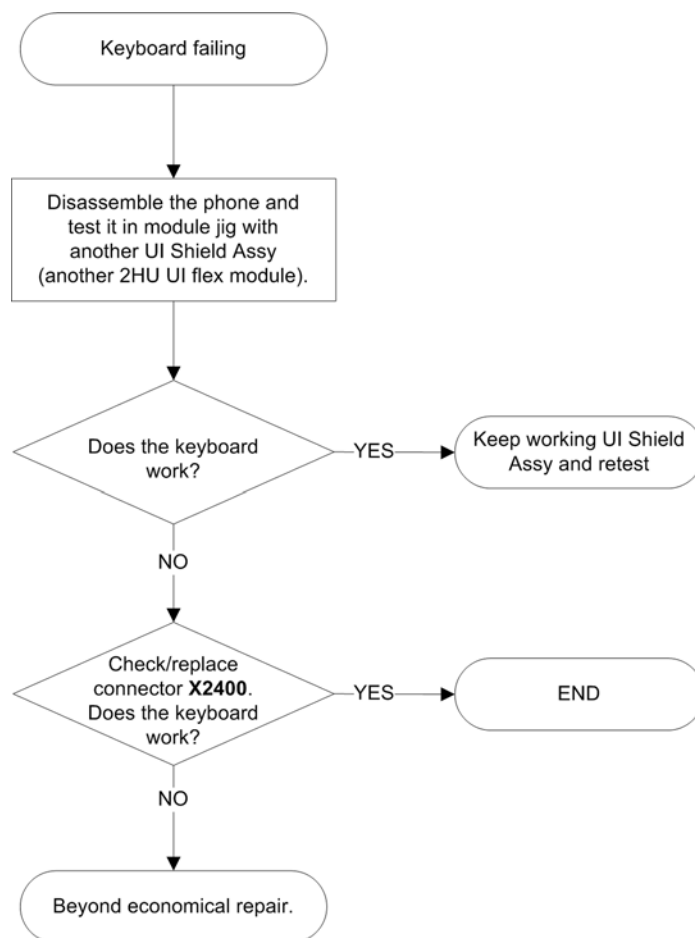 Keyboard failing
Disassemble the phone and
test it in module jig with
another UI Shield Assy
(another 2HU UI flex module).
Does the keyboard
work?
YES
Keep working UI Shield
Assy and retest
NO
Check/replace
connector X2400.
Does the keyboard
work?
YES
END
NO
Beyond economical repair.